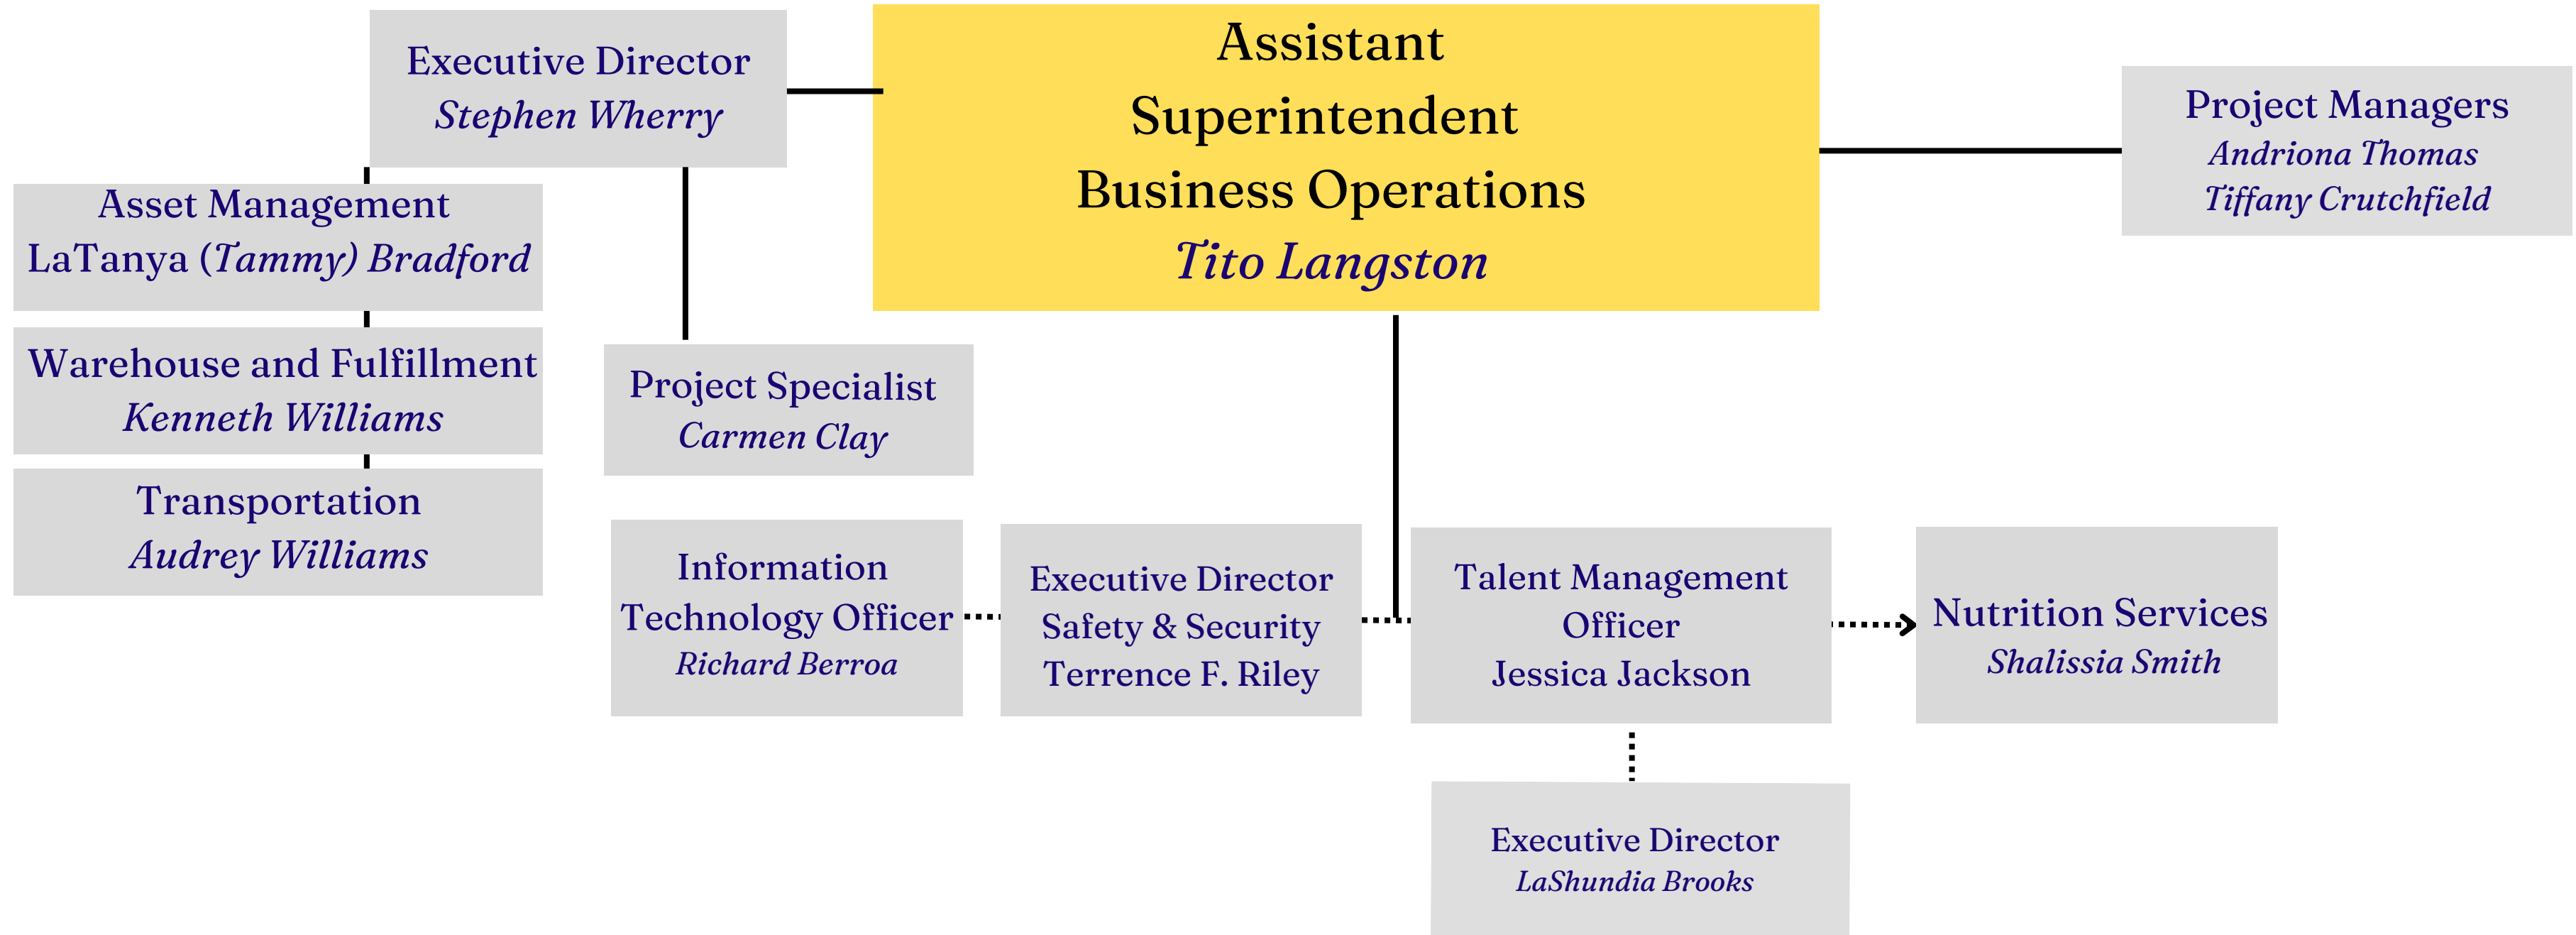 Executive Director
Stephen Wherry
Assistant
Superintendent
Business Operations
Tito Langston
Project Managers
Andriona Thomas
Tiffany Crutchfield
Asset Management
LaTanya (Tammy) Bradford
Warehouse and Fulfillment
Kenneth Williams
Transportation
Audrey Williams
Project Specialist
Carmen Clay
Information
Technology Officer
Richard Berroa
Executive Director
Safety & Security
Terrence F. Riley
Talent Management
Officer
Jessica Jackson
Nutrition Services
Shalissia Smith
Executive Director
LaShundia Brooks